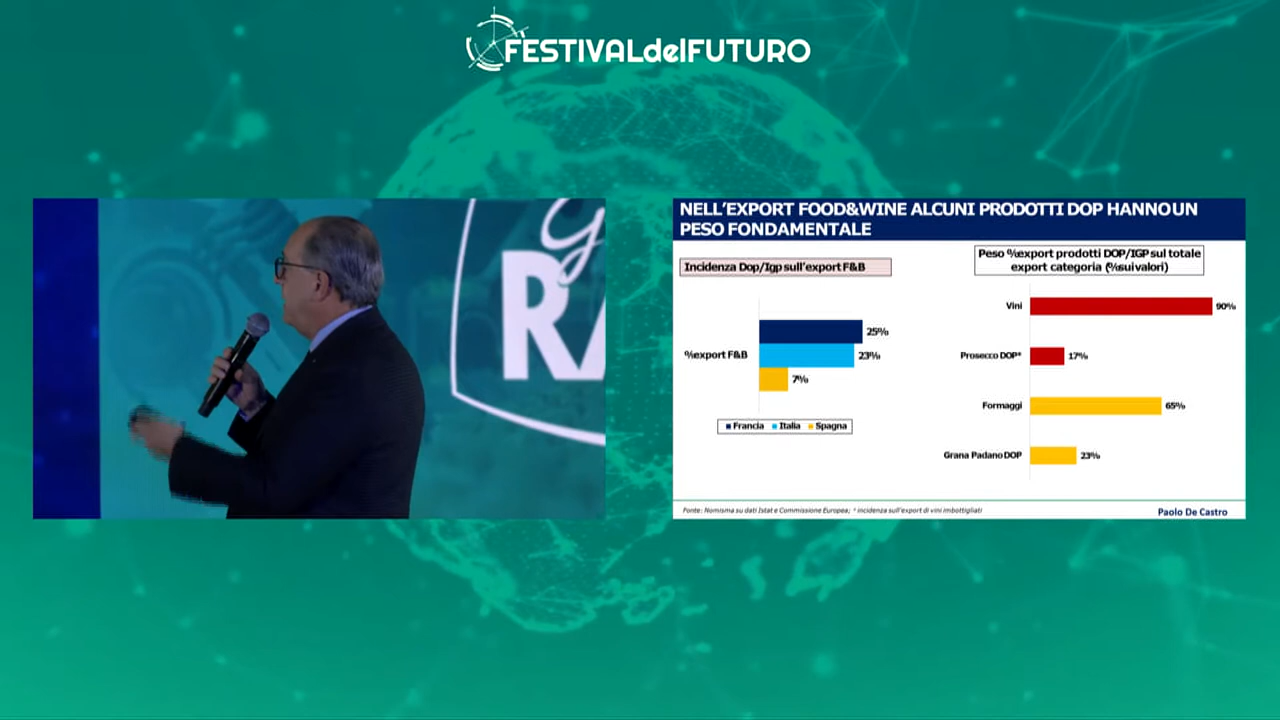 FESTIVALdelFUTURO
RA
NELL'EXPORT FOOD&WINE ALCUNI PRODOTTI DOP HANNO UN
PESO FONDAMENTALE
Incidenza Dop/Igp sull'export F&B
%export F&B
25%
23%
7%
Francia Italia Spagna
Peso %export prodotti DOP/IGP sul totale
export categoria (%sui valori)
Vini
90%
Prosecco DOP*
17%
Formaggi
65%
Grana Padano DOP
23%
Fonte: Nomisma su dati Istat e Commissione Europea; * incidenza sull'export di vini imbottigliati
Paolo De Castro